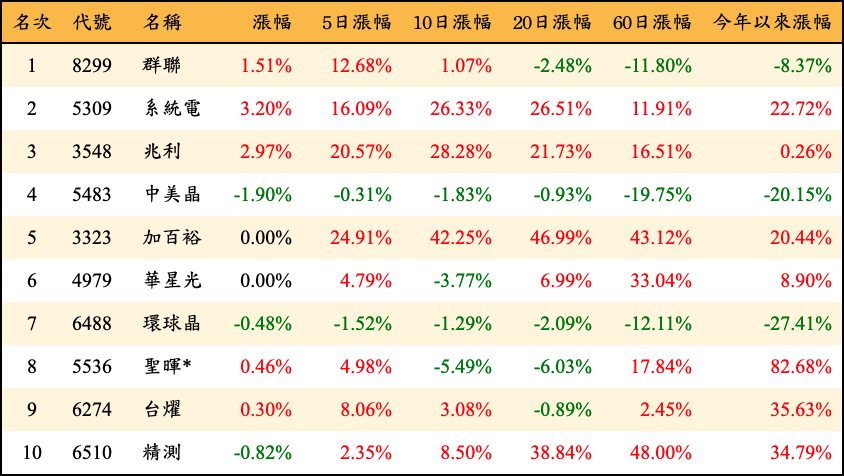 名次 代號 名稱 漲幅 5日漲幅 10日漲幅 20日漲幅 60日漲幅 今年以來漲幅
1 8299 群聯 1.51% 12.68% 1.07% -2.48% -11.80% -8.37%
2 5309 系統電 3.20% 16.09% 26.33% 26.51% 11.91% 22.72%
3 3548 兆利 2.97% 20.57% 28.28% 21.73% 16.51% 0.26%
4 5483 中美晶 -1.90% -0.31% -1.83% -0.93% -19.75% -20.15%
5 3323 加百裕 0.00% 24.91% 42.25% 46.99% 43.12% 20.44%
6 4979 華星光 0.00% 4.79% -3.77% 6.99% 33.04% 8.90%
7 6488 環球晶 -0.48% -1.52% -1.29% -2.09% -12.11% -27.41%
8 5536 聖暉* 0.46% 4.98% -5.49% -6.03% 17.84% 82.68%
9 6274 台燿 0.30% 8.06% 3.08% -0.89% 2.45% 35.63%
10 6510 精測 -0.82% 2.35% 8.50% 38.84% 48.00% 34.79%